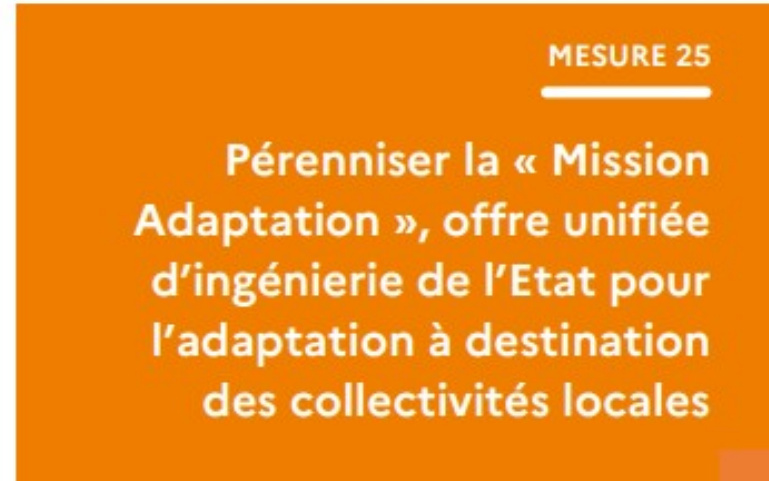 MESURE 25
Pérenniser la « Mission
Adaptation », offre unifiée
d’ingénierie de l’Etat pour
l’adaptation à destination
des collectivités locales